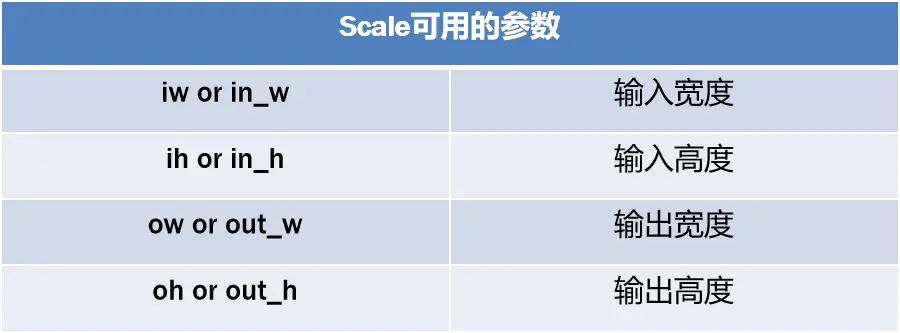 Scale可用的参数
iw or in_w 输入宽度
ih or in_h 输入高度
ow or out_w 输出宽度
oh or out_h 输出高度